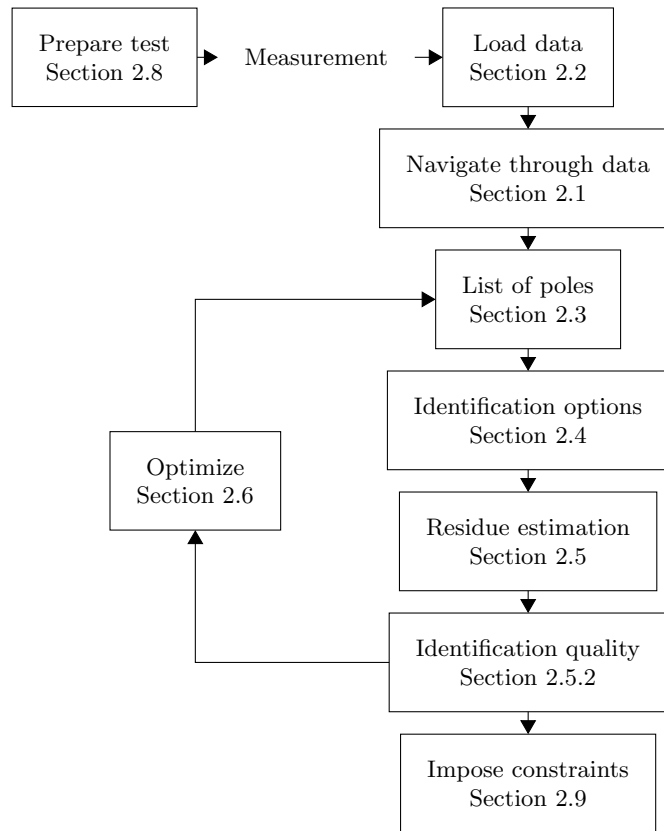 Prepare test
Section 2.8
Measurement
Load data
Section 2.2
Navigate through data
Section 2.1
List of poles
Section 2.3
Identification options
Section 2.4
Optimize
Section 2.6
Residue estimation
Section 2.5
Identification quality
Section 2.5.2
Impose constraints
Section 2.9